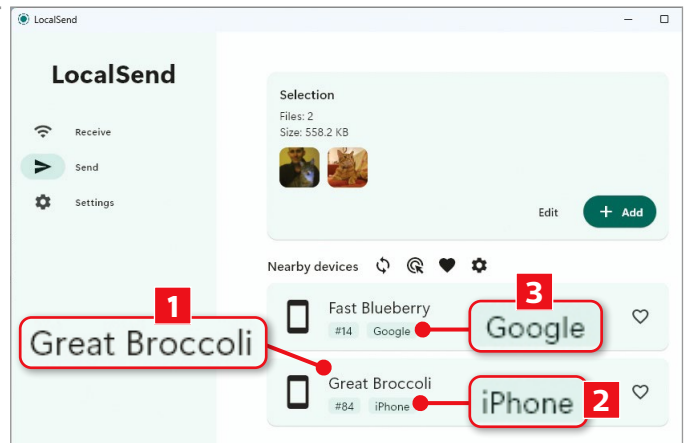 LocalSend
LocalSend
Receive
Send
Settings
Selection
Files: 2
Size: 558.2 KB
Edit
+ Add
Nearby devices
Fast Blueberry
#14 Google
3
Google
1
Great Broccoli
Great Broccoli
#84 iPhone
iPhone
2